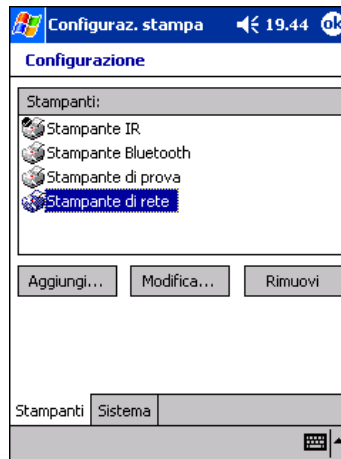 Configuraz. stampa 19.44 ok
Configurazione
Stampanti:
Stampante IR
Stampante Bluetooth
Stampante di prova
Stampante di rete
Aggiungi... Modifica... Rimuovi
Stampanti Sistema